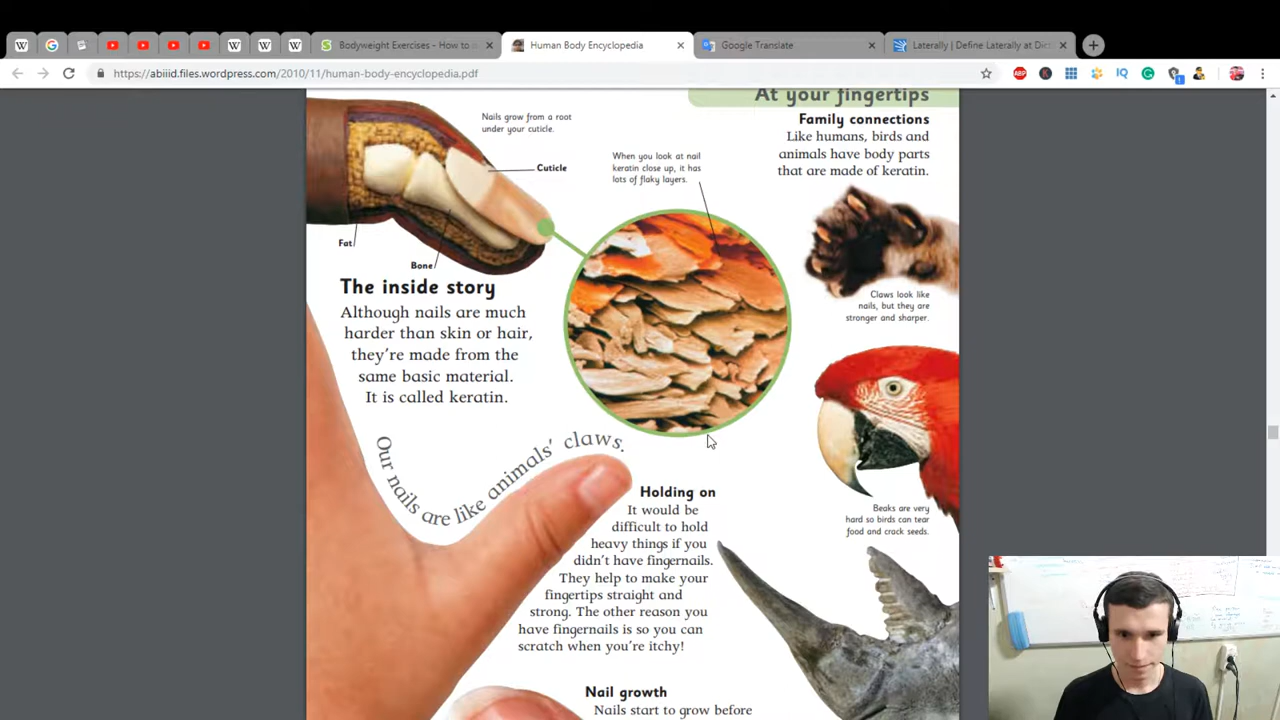 Bodyweight Exercises - How to
Human Body Encyclopedia
Google Translate
Laterally | Define Laterally at Dict
https://abiiid.files.wordpress.com/2010/11/human-body-encyclopedia.pdf
At your fingertips
Nails grow from a root
under your cuticle.
Cuticle
Fat
Bone
When you look at nail
keratin close up, it has
lots of flaky layers.
Family connections
Like humans, birds and
animals have body parts
that are made of keratin.
Claws look like
nails, but they are
stronger and sharper.
The inside story
Although nails are much
harder than skin or hair,
they're made from the
same basic material.
It is called keratin.
Our nails are like animals' claws.
Beaks are very
hard so birds can tear
food and crack seeds.
Holding on
It would be
difficult to hold
heavy things if you
didn't have fingernails.
They help to make your
fingertips straight and
strong. The other reason you
have fingernails is so you can
scratch when you're itchy!
Nail growth
Nails start to grow before